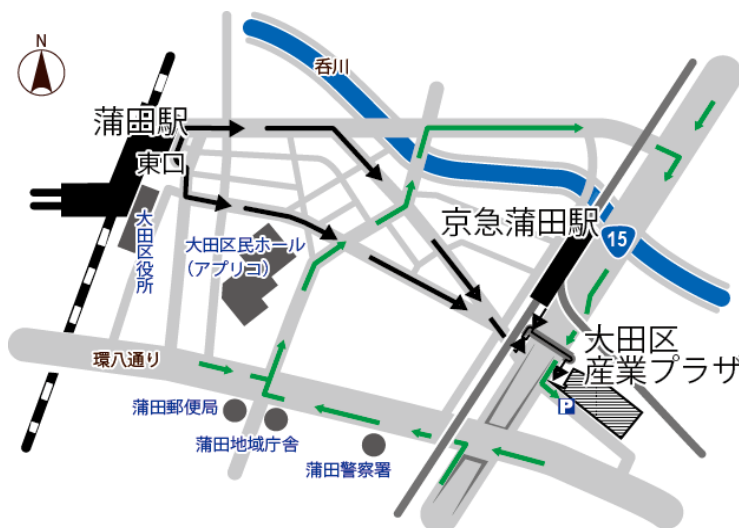 N
呑川
蒲田駅
東口
京急蒲田駅
15
大田区役所
大田区民ホール
（アプリコ）
大田区
産業プラザ
環八通り
P
蒲田郵便局
蒲田地域庁舎
蒲田警察署